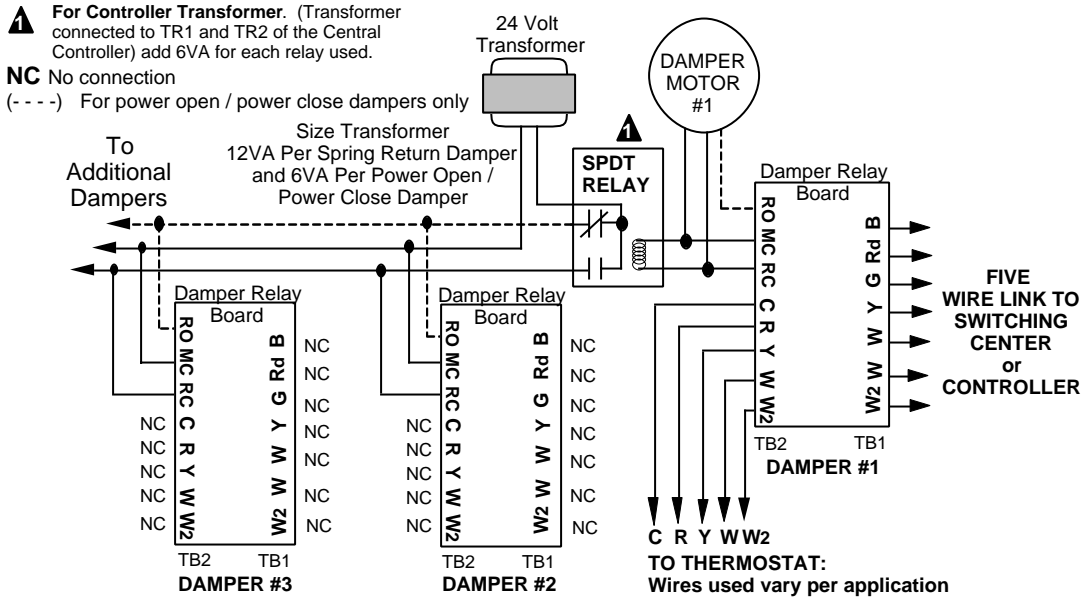 1
For Controller Transformer. (Transformer
connected to TR1 and TR2 of the Central
Controller) add 6VA for each relay used.
NC No connection
(- - - -) For power open / power close dampers only
24 Volt
Transformer
DAMPER
MOTOR
#1
To
Additional
Dampers
Size Transformer
12VA Per Spring Return Damper
and 6VA Per Power Open /
Power Close Damper
1
SPDT
RELAY
Damper Relay
Board
RO
MC
RC
C
R
Y
W
W2
B
Rd
G
Y
W
W
W2
TB2
TB1
DAMPER #1
FIVE
WIRE LINK TO
SWITCHING
CENTER
or
CONTROLLER
Damper Relay
Board
RO
MC
RC
C
R
Y
W
W2
B
Rd
G
Y
W
W
W2
NC
NC
NC
NC
NC
NC
NC
NC
NC
NC
NC
NC
TB2
TB1
DAMPER #3
Damper Relay
Board
RO
MC
RC
C
R
Y
W
W2
B
Rd
G
Y
W
W
W2
NC
NC
NC
NC
NC
NC
NC
NC
NC
NC
NC
NC
TB2
TB1
DAMPER #2
C R Y W W2
TO THERMOSTAT:
Wires used vary per application